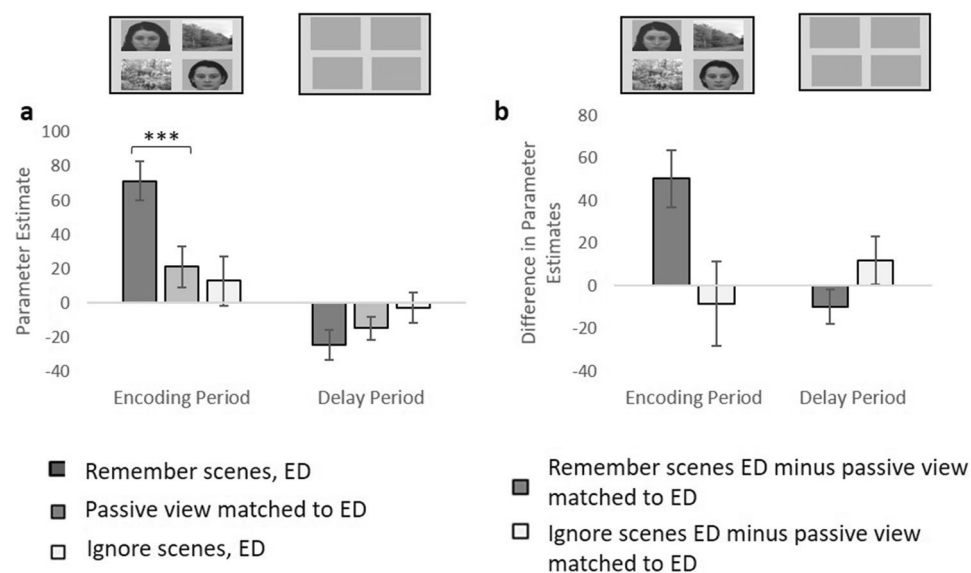 a
b
***
Parameter Estimate
100
80
60
40
20
0
-20
-40
Encoding Period
Delay Period
Difference in Parameter
Estimates
80
60
40
20
0
-20
-40
Encoding Period
Delay Period
Remember scenes, ED
Passive view matched to ED
Ignore scenes, ED
Remember scenes ED minus passive view
matched to ED
Ignore scenes ED minus passive view
matched to ED